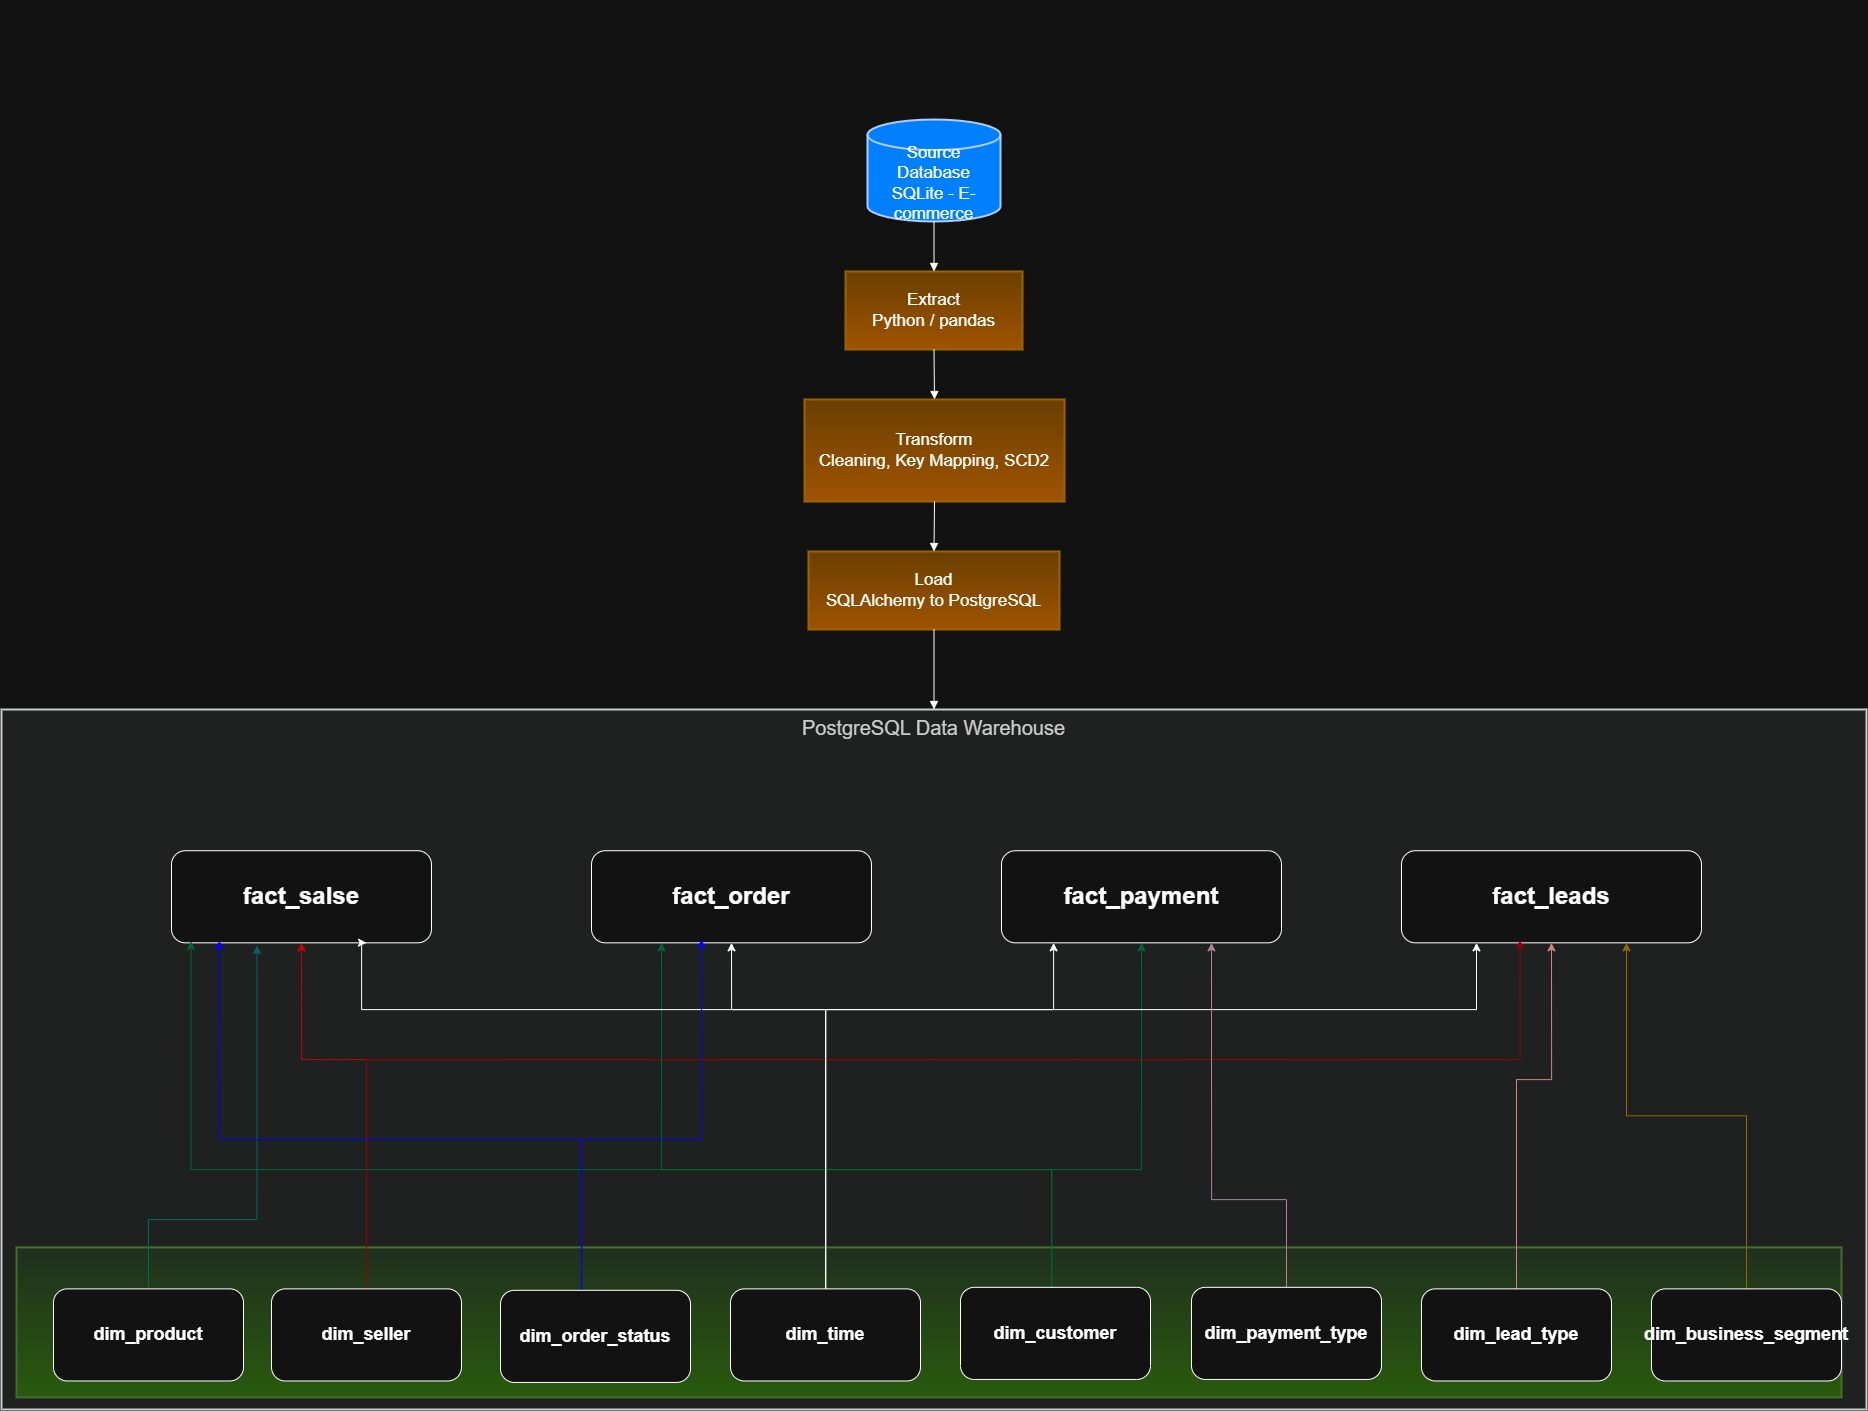 Source
Database
SQLite - E-
commerce
Extract
Python / pandas
Transform
Cleaning, Key Mapping, SCD2
Load
SQLAlchemy to PostgreSQL
PostgreSQL Data Warehouse
fact_salse
fact_order
fact_payment
fact_leads
dim_product
dim_seller
dim_order_status
dim_time
dim_customer
dim_payment_type
dim_lead_type
dim_business_segment